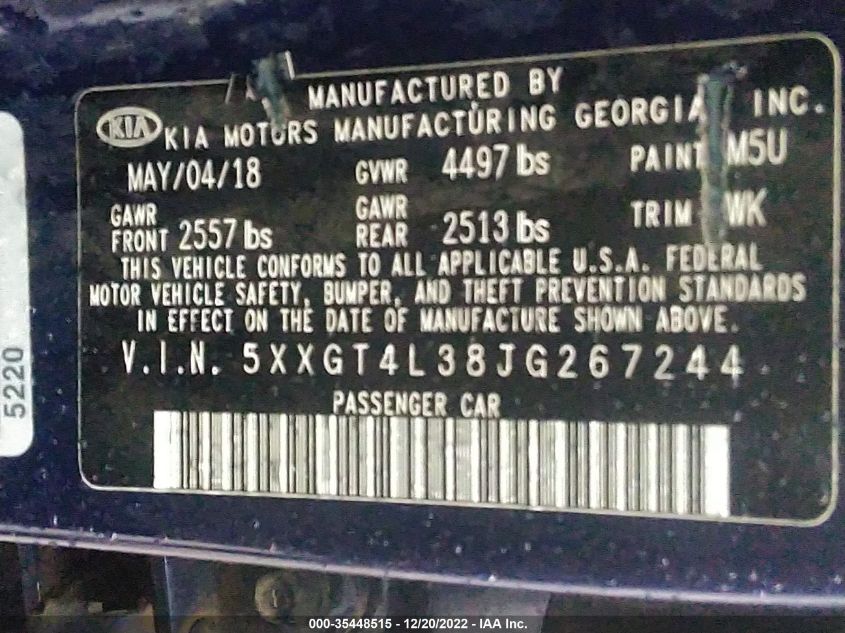 MANUFACTURED BY
KIA KIA MOTORS MANUFACTURING GEORGIA INC.
MAY/04/18 GVWR 4497 lbs PAINT M5U
GAWR FRONT 2557 lbs GAWR REAR 2513 lbs TRIM WK
THIS VEHICLE CONFORMS TO ALL APPLICABLE U.S.A. FEDERAL
MOTOR VEHICLE SAFETY, BUMPER, AND THEFT PREVENTION STANDARDS
IN EFFECT ON THE DATE OF MANUFACTURE SHOWN ABOVE.
V.I.N. 5XXGT4L38JG267244
PASSENGER CAR
5220
000-35448515 - 12/20/2022 - IAA Inc.